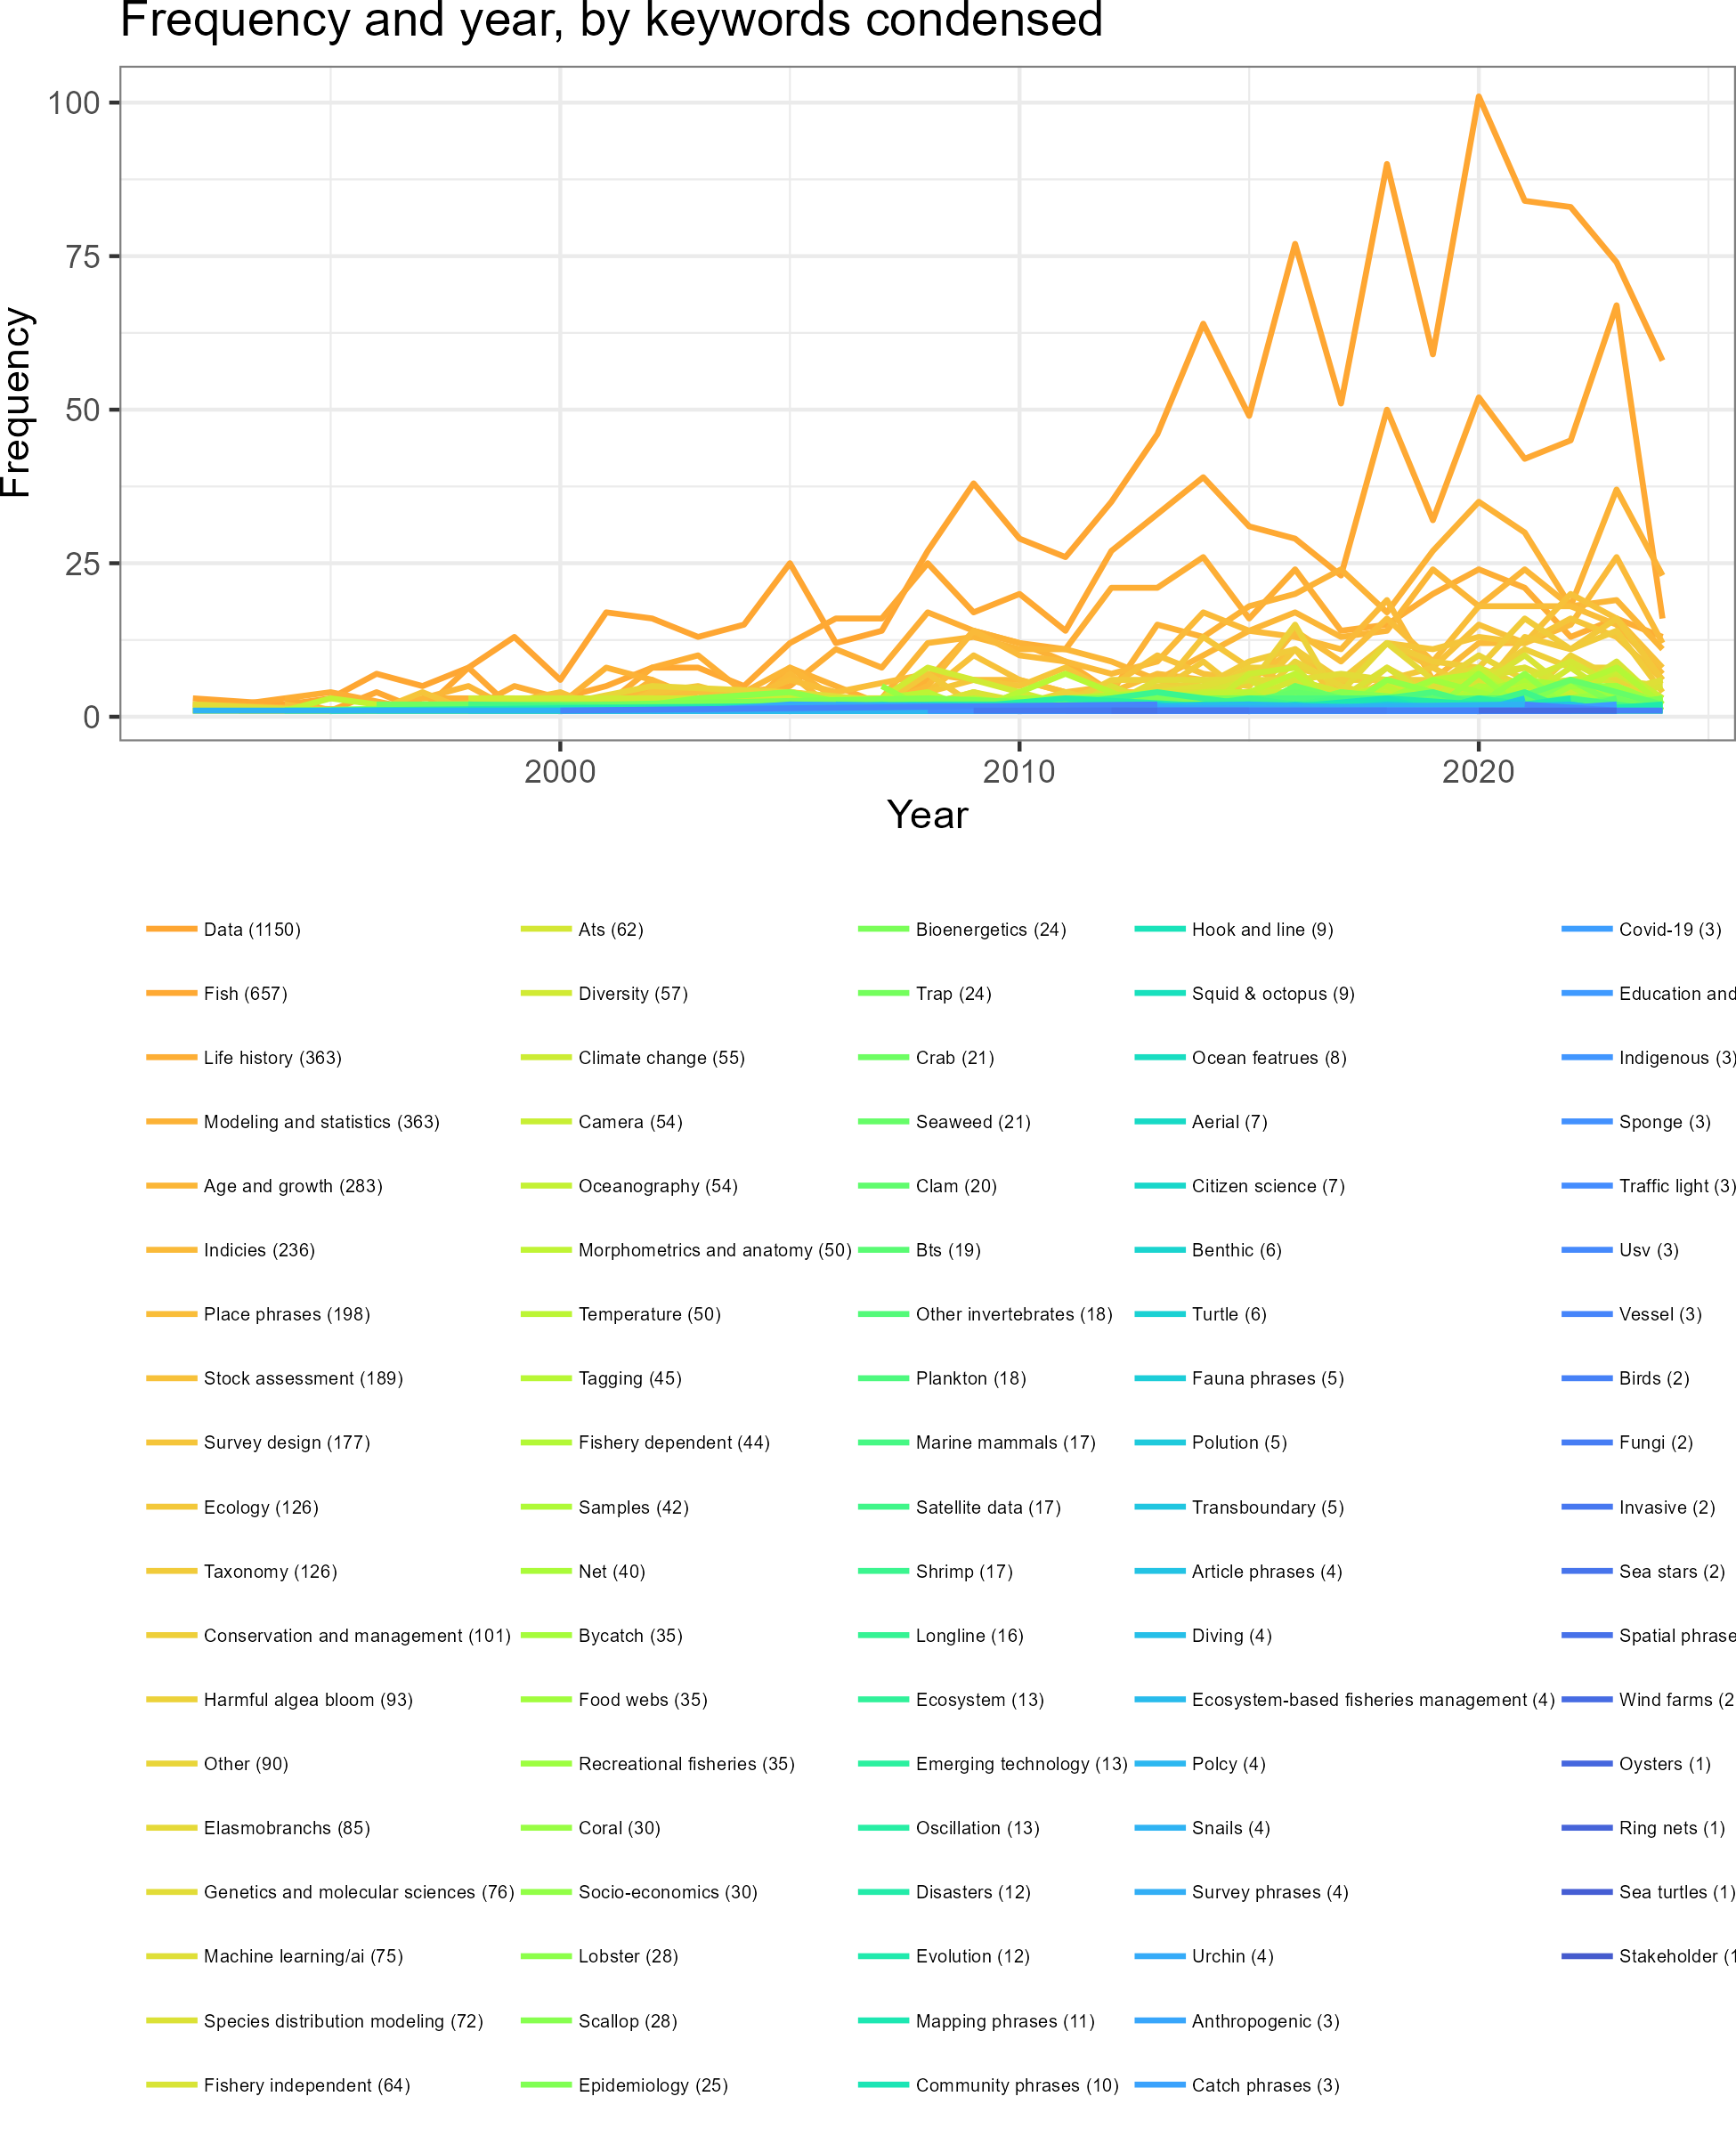 Frequency and year, by keywords condensed
100
75
50
25
0
Frequency
2000
2010
2020
Year
Data (1150)
Fish (657)
Life history (363)
Modeling and statistics (363)
Age and growth (283)
Indicies (236)
Place phrases (198)
Stock assessment (189)
Survey design (177)
Ecology (126)
Taxonomy (126)
Conservation and management (101)
Harmful algea bloom (93)
Other (90)
Elasmobranchs (85)
Genetics and molecular sciences (76)
Machine learning/ai (75)
Species distribution modeling (72)
Fishery independent (64)
Ats (62)
Diversity (57)
Climate change (55)
Camera (54)
Oceanography (54)
Morphometrics and anatomy (50)
Temperature (50)
Tagging (45)
Fishery dependent (44)
Samples (42)
Net (40)
Bycatch (35)
Food webs (35)
Recreational fisheries (35)
Coral (30)
Socio-economics (30)
Lobster (28)
Scallop (28)
Epidemiology (25)
Bioenergetics (24)
Trap (24)
Crab (21)
Seaweed (21)
Clam (20)
Bts (19)
Other invertebrates (18)
Plankton (18)
Marine mammals (17)
Satellite data (17)
Shrimp (17)
Longline (16)
Ecosystem (13)
Emerging technology (13)
Oscillation (13)
Disasters (12)
Evolution (12)
Mapping phrases (11)
Community phrases (10)
Hook and line (9)
Squid & octopus (9)
Ocean featrues (8)
Aerial (7)
Citizen science (7)
Benthic (6)
Turtle (6)
Fauna phrases (5)
Polution (5)
Transboundary (5)
Article phrases (4)
Diving (4)
Ecosystem-based fisheries management (4)
Polcy (4)
Snails (4)
Survey phrases (4)
Urchin (4)
Anthropogenic (3)
Catch phrases (3)
Covid-19 (3)
Education and
Indigenous (3)
Sponge (3)
Traffic light (3)
Usv (3)
Vessel (3)
Birds (2)
Fungi (2)
Invasive (2)
Sea stars (2)
Spatial phrase
Wind farms (2
Oysters (1)
Ring nets (1)
Sea turtles (1)
Stakeholder (1